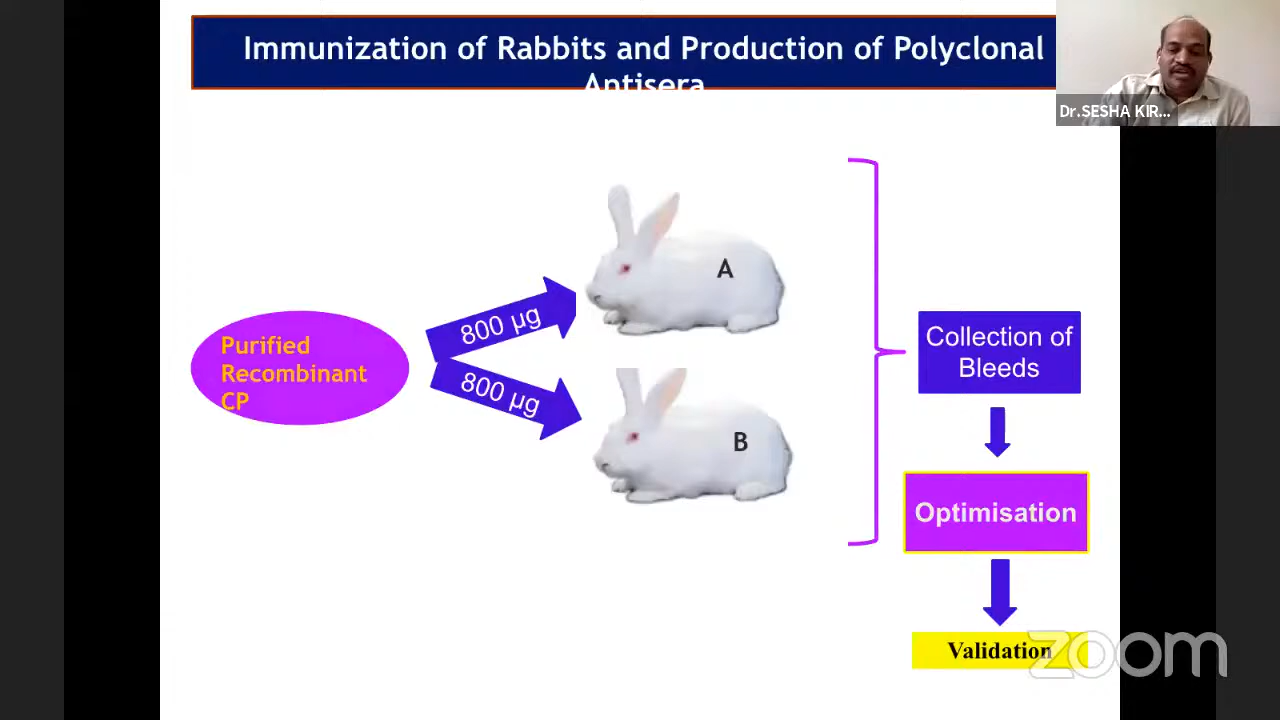 Immunization of Rabbits and Production of Polyclonal
Antisera
Dr.SESHA KIR...
A
800 µg
Purified
Recombinant
CP
800 µg
B
Collection of
Bleeds
Optimisation
Validation
zoom